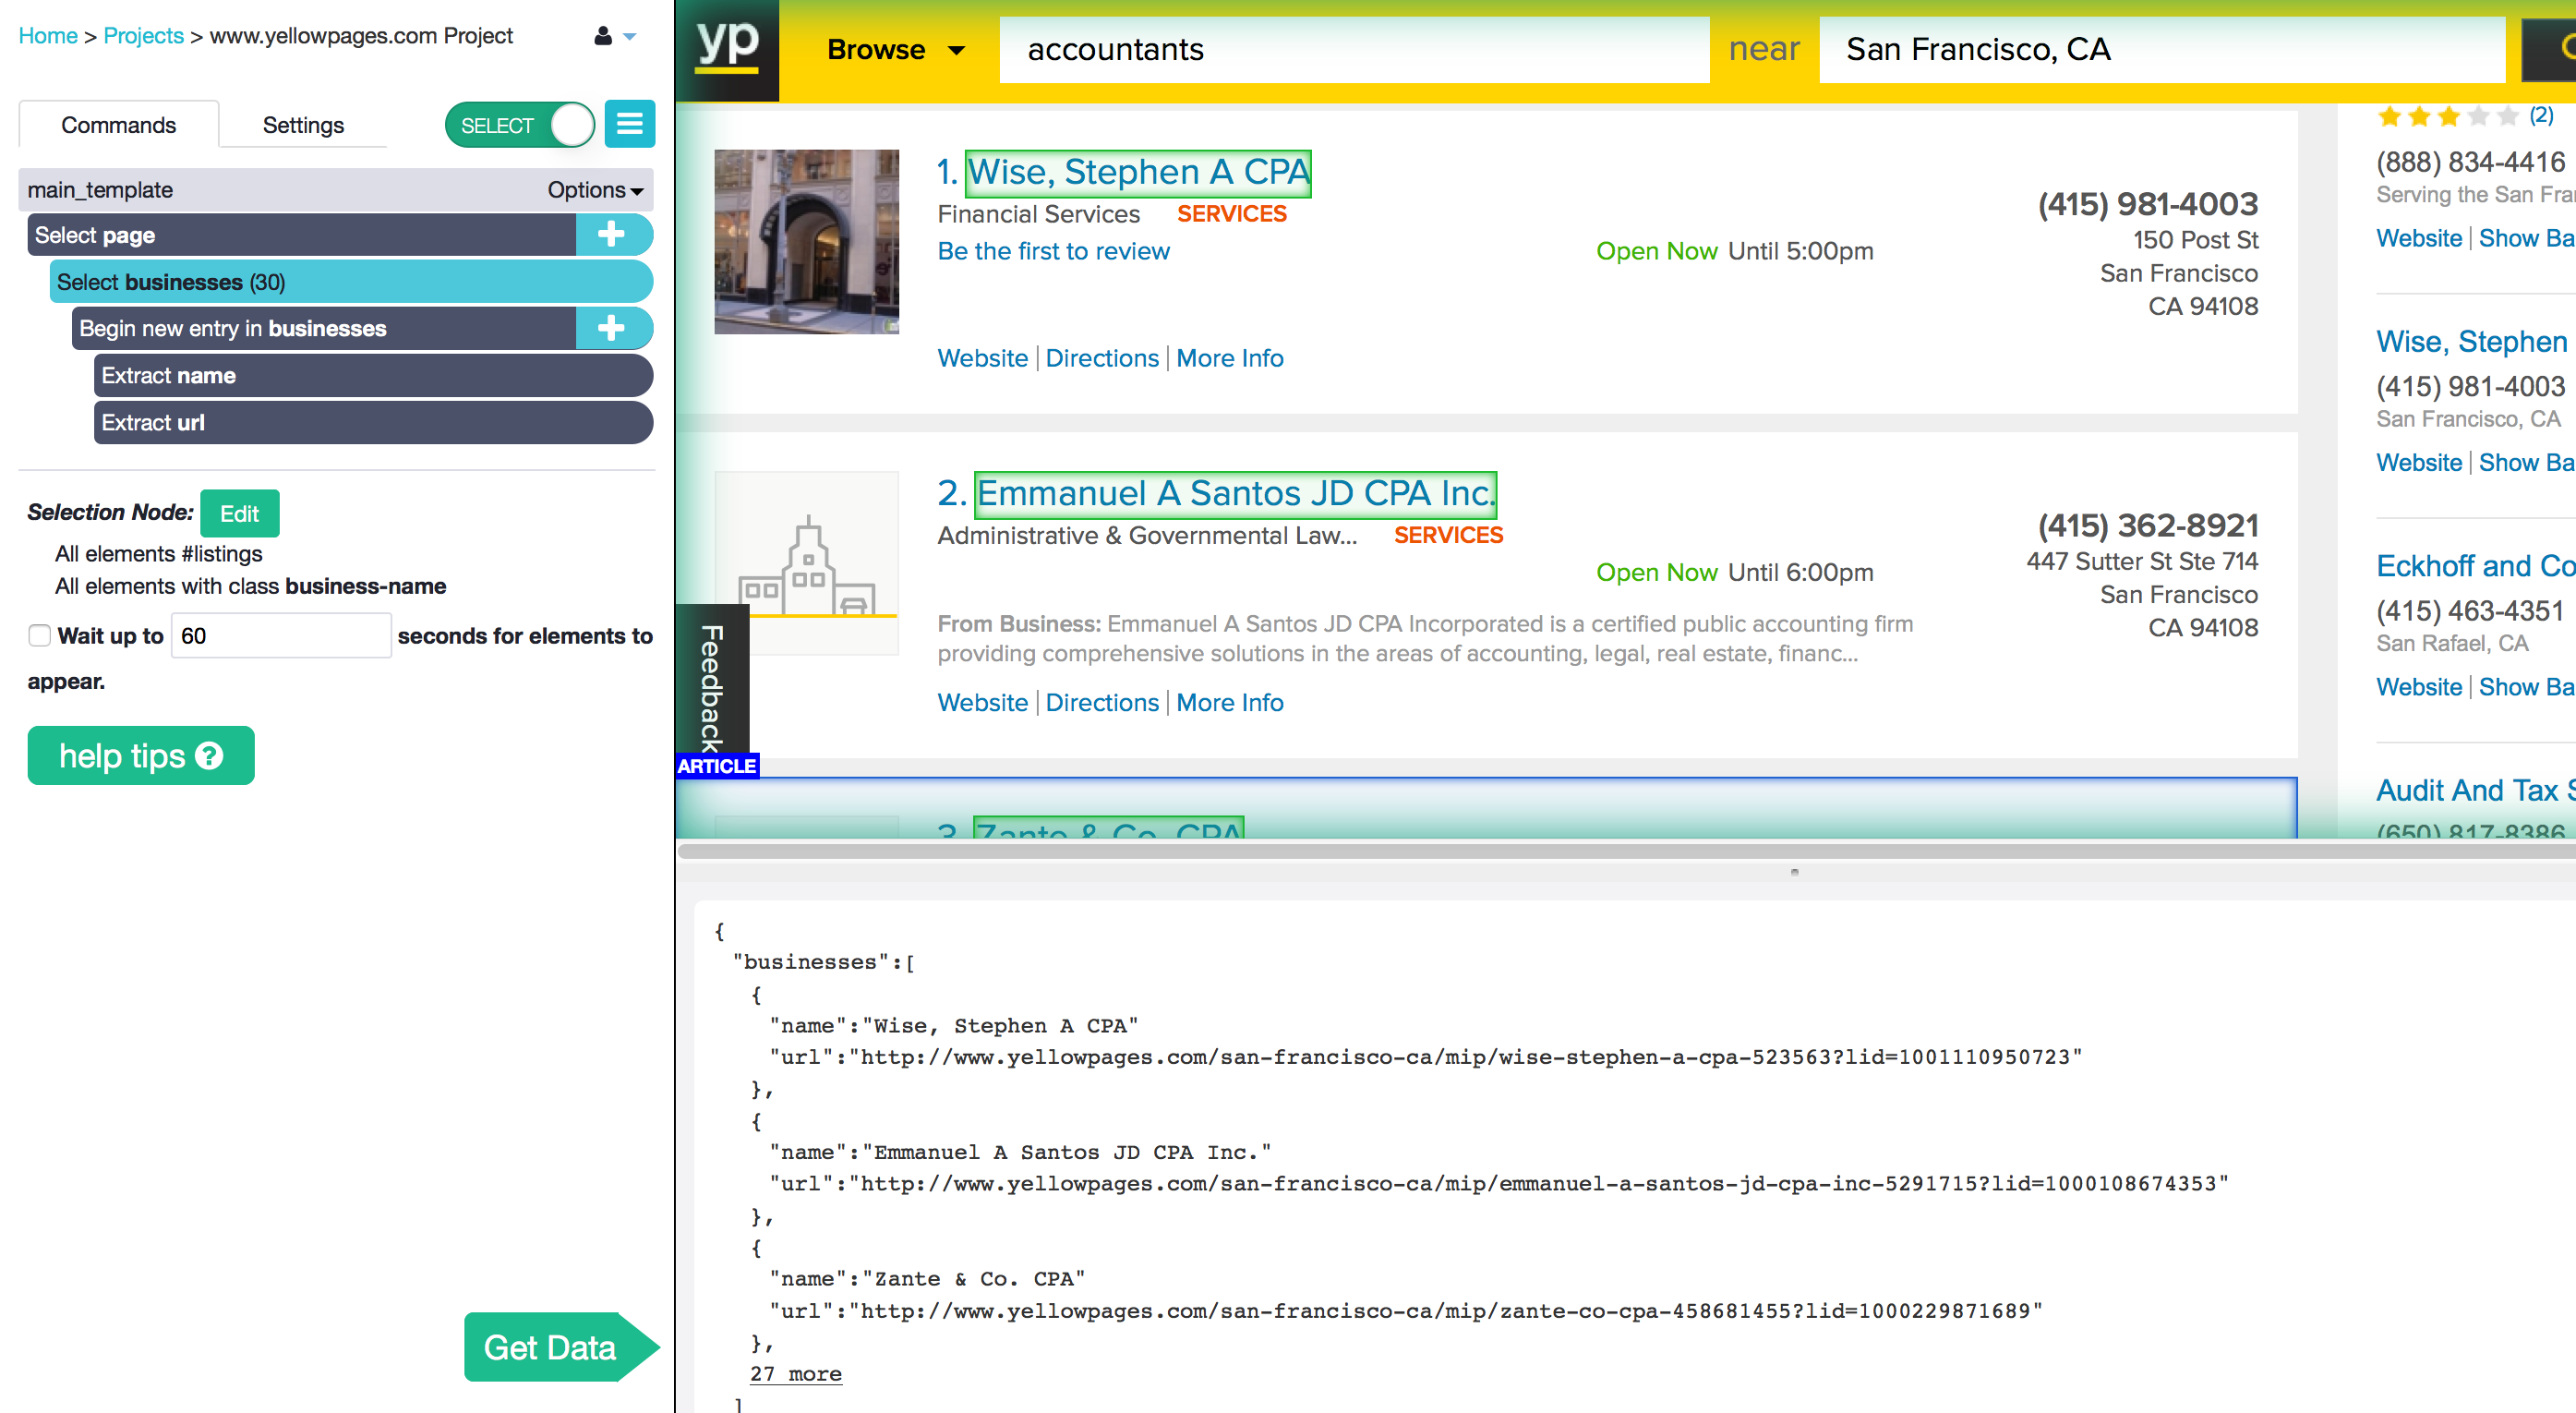 Home > Projects > www.yellowpages.com Project
Commands
Settings
SELECT
main_template
Options
Select page
Select businesses (30)
Begin new entry in businesses
Extract name
Extract url
Selection Node: Edit
All elements #listings
All elements with class business-name
Wait up to 60 seconds for elements to
appear.
help tips ?
Get Data
yp
Browse
accountants
near
San Francisco, CA
1. Wise, Stephen A CPA
Financial Services SERVICES
Be the first to review
Open Now Until 5:00pm
(415) 981-4003
150 Post St
San Francisco
CA 94108
Website | Directions | More Info
2. Emmanuel A Santos JD CPA Inc.
Administrative & Governmental Law... SERVICES
Open Now Until 6:00pm
(415) 362-8921
447 Sutter St Ste 714
San Francisco
CA 94108
From Business: Emmanuel A Santos JD CPA Incorporated is a certified public accounting firm
providing comprehensive solutions in the areas of accounting, legal, real estate, financ...
Website | Directions | More Info
Feedback
ARTICLE
3. Zante & Co. CPA
(2)
(888) 834-4416
Serving the San Fra
Website | Show Ba
Wise, Stephen
(415) 981-4003
San Francisco, CA
Website | Show Ba
Eckhoff and Co
(415) 463-4351
San Rafael, CA
Website | Show Ba
Audit And Tax S
(650) 817-8386
{
"businesses":[
{
"name":"Wise, Stephen A CPA"
"url":"http://www.yellowpages.com/san-francisco-ca/mip/wise-stephen-a-cpa-523563?lid=1001110950723"
},
{
"name":"Emmanuel A Santos JD CPA Inc."
"url":"http://www.yellowpages.com/san-francisco-ca/mip/emmanuel-a-santos-jd-cpa-inc-5291715?lid=1000108674353"
},
{
"name":"Zante & Co. CPA"
"url":"http://www.yellowpages.com/san-francisco-ca/mip/zante-co-cpa-458681455?lid=1000229871689"
},
27 more
]